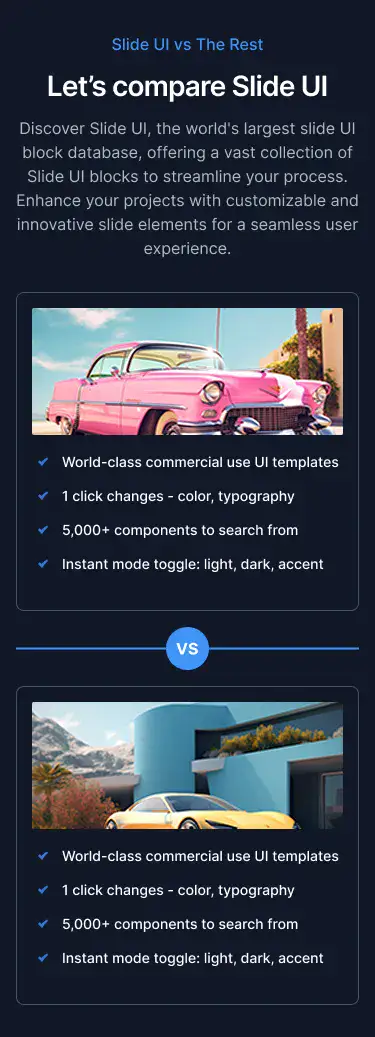 Slide UI vs The Rest
Let’s compare Slide UI
Discover Slide UI, the world's largest slide UI
block database, offering a vast collection of
Slide UI blocks to streamline your process.
Enhance your projects with customizable and
innovative slide elements for a seamless user
experience.
World-class commercial use UI templates
1 click changes - color, typography
5,000+ components to search from
Instant mode toggle: light, dark, accent
VS
World-class commercial use UI templates
1 click changes - color, typography
5,000+ components to search from
Instant mode toggle: light, dark, accent